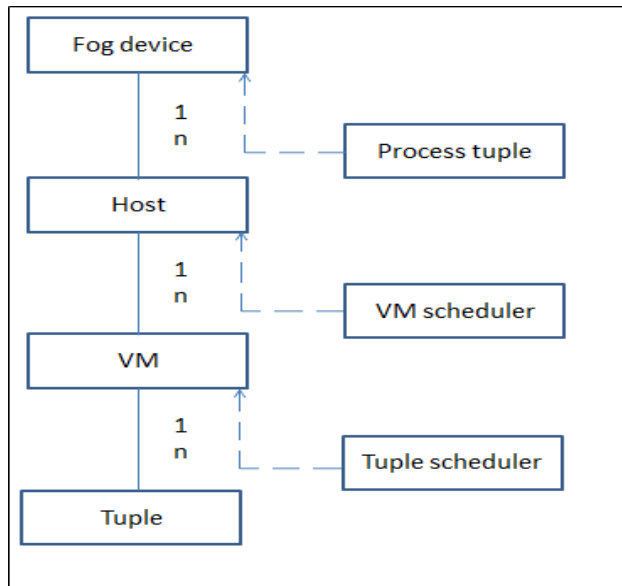 Fog device
1
n
Process tuple
Host
1
n
VM scheduler
VM
1
n
Tuple scheduler
Tuple